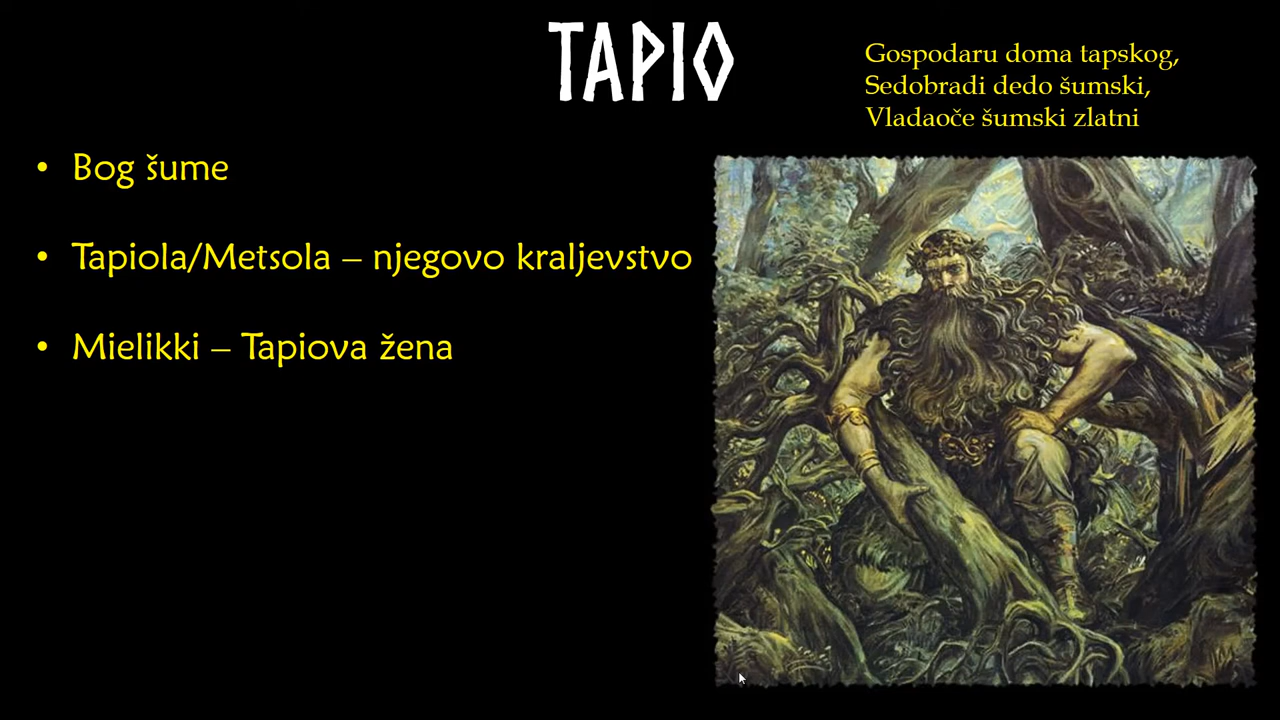 TAPIO
Gospodaru doma tapskog,
Sedobradi dedo šumski,
Vladaoče šumski zlatni
• Bog šume
• Tapiola/Metsola – njegovo kraljevstvo
• Mielikki – Tapiova žena